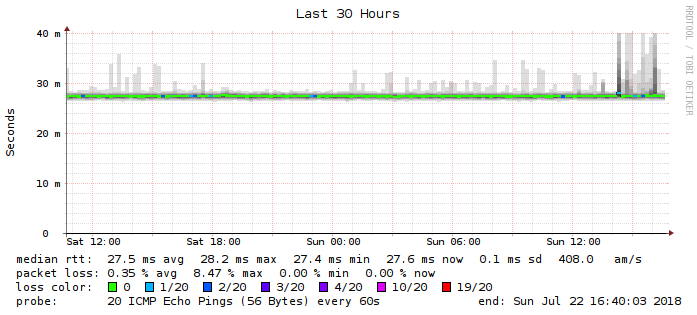 Last 30 Hours
RRDTOOL / TOBI OETIKER
Seconds
40 m
30 m
20 m
10 m
0
Sat 12:00 Sat 18:00 Sun 00:00 Sun 06:00 Sun 12:00
median rtt: 27.5 ms avg 28.2 ms max 27.4 ms min 27.6 ms now 0.1 ms sd 408.0 am/s
packet loss: 0.35 % avg 8.47 % max 0.00 % min 0.00 % now
loss color: 0 1/20 2/20 3/20 4/20 10/20 19/20
probe: 20 ICMP Echo Pings (56 Bytes) every 60s end: Sun Jul 22 16:40:03 2018